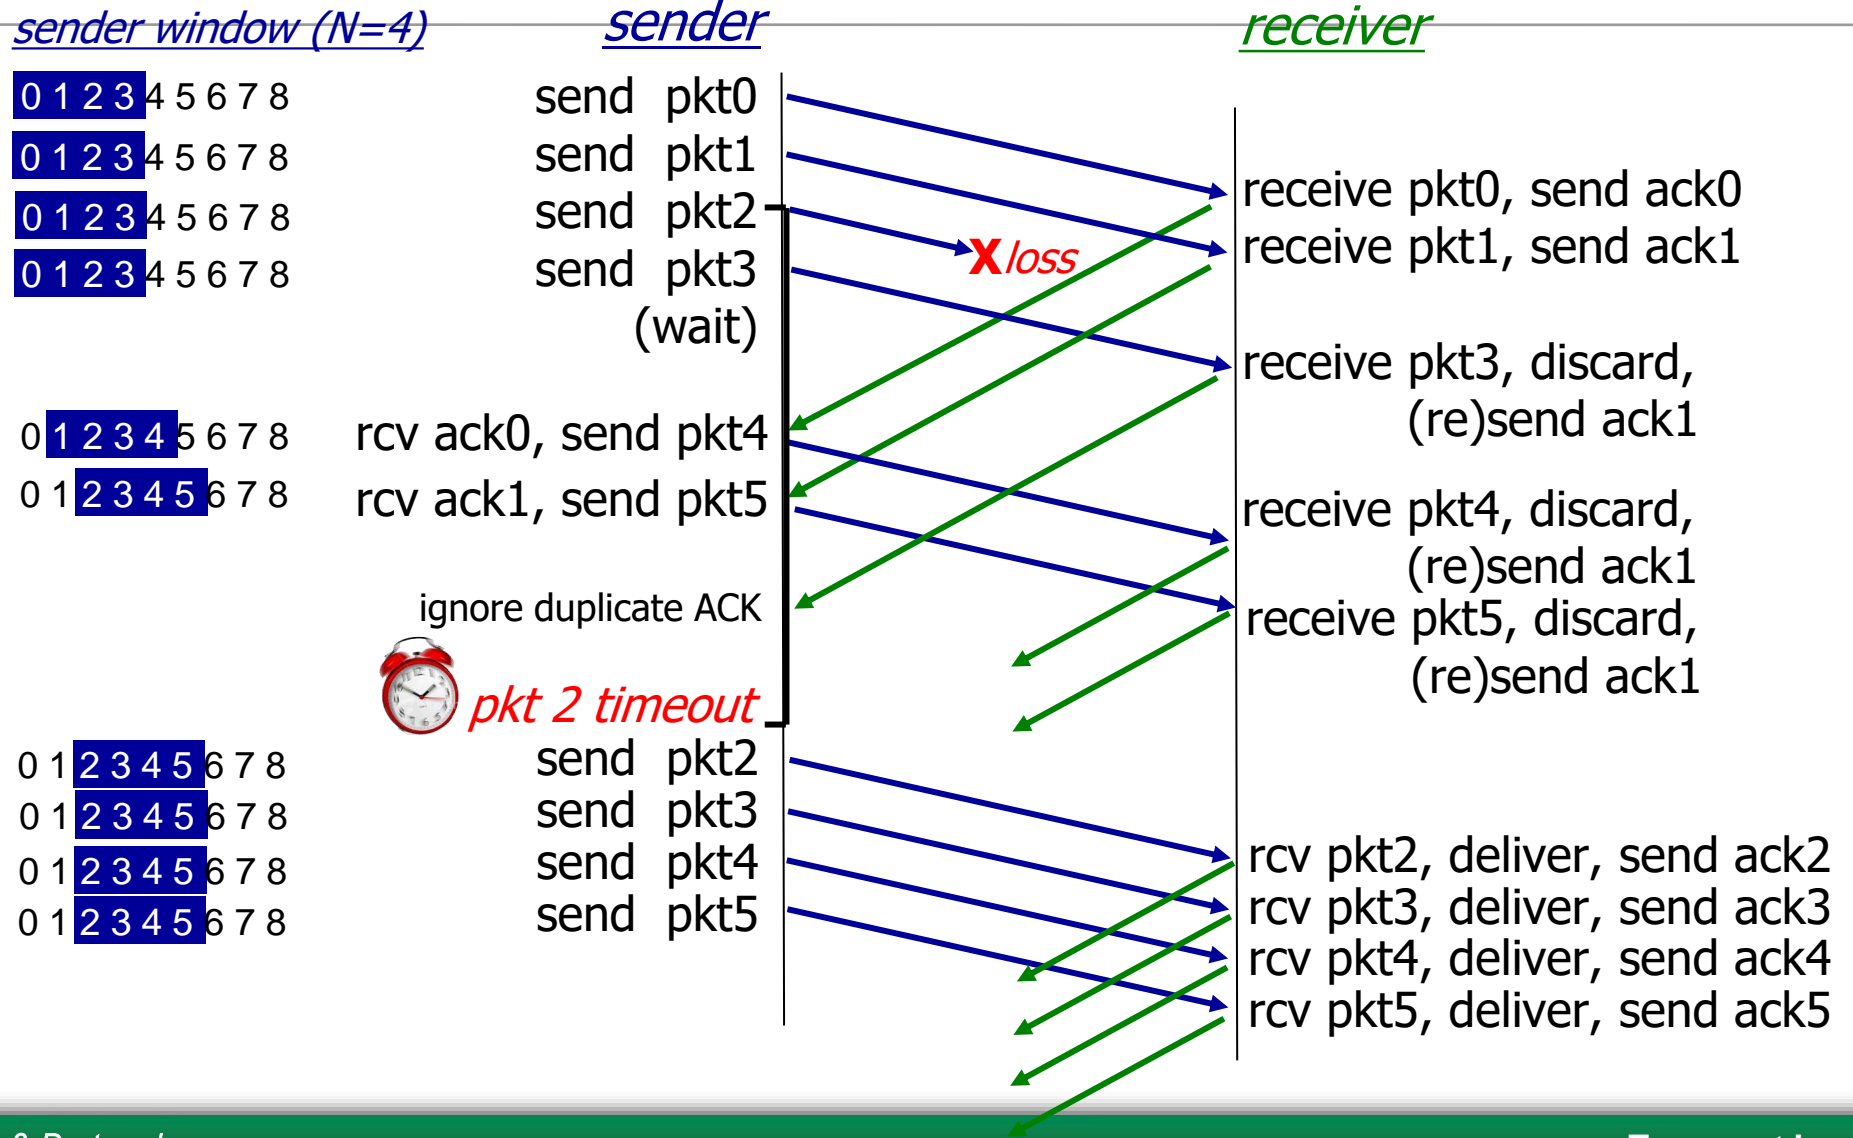 sender window (N=4) sender receiver
0 1 2 3 4 5 6 7 8 send pkt0
0 1 2 3 4 5 6 7 8 send pkt1
receive pkt0, send ack0
0 1 2 3 4 5 6 7 8 send pkt2
receive pkt1, send ack1
X loss
0 1 2 3 4 5 6 7 8 send pkt3
(wait)
receive pkt3, discard,
(re)send ack1
0 1 2 3 4 5 6 7 8 rcv ack0, send pkt4
0 1 2 3 4 5 6 7 8 rcv ack1, send pkt5
receive pkt4, discard,
(re)send ack1
ignore duplicate ACK
receive pkt5, discard,
(re)send ack1
pkt 2 timeout
0 1 2 3 4 5 6 7 8 send pkt2
0 1 2 3 4 5 6 7 8 send pkt3
rcv pkt2, deliver, send ack2
0 1 2 3 4 5 6 7 8 send pkt4
rcv pkt3, deliver, send ack3
0 1 2 3 4 5 6 7 8 send pkt5
rcv pkt4, deliver, send ack4
rcv pkt5, deliver, send ack5